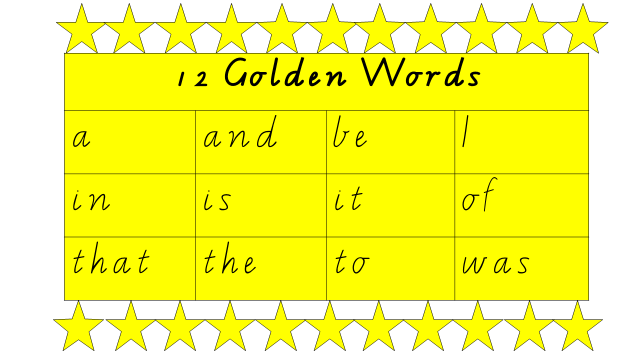 12 Golden Words
a and be I
in is it of
that the to was